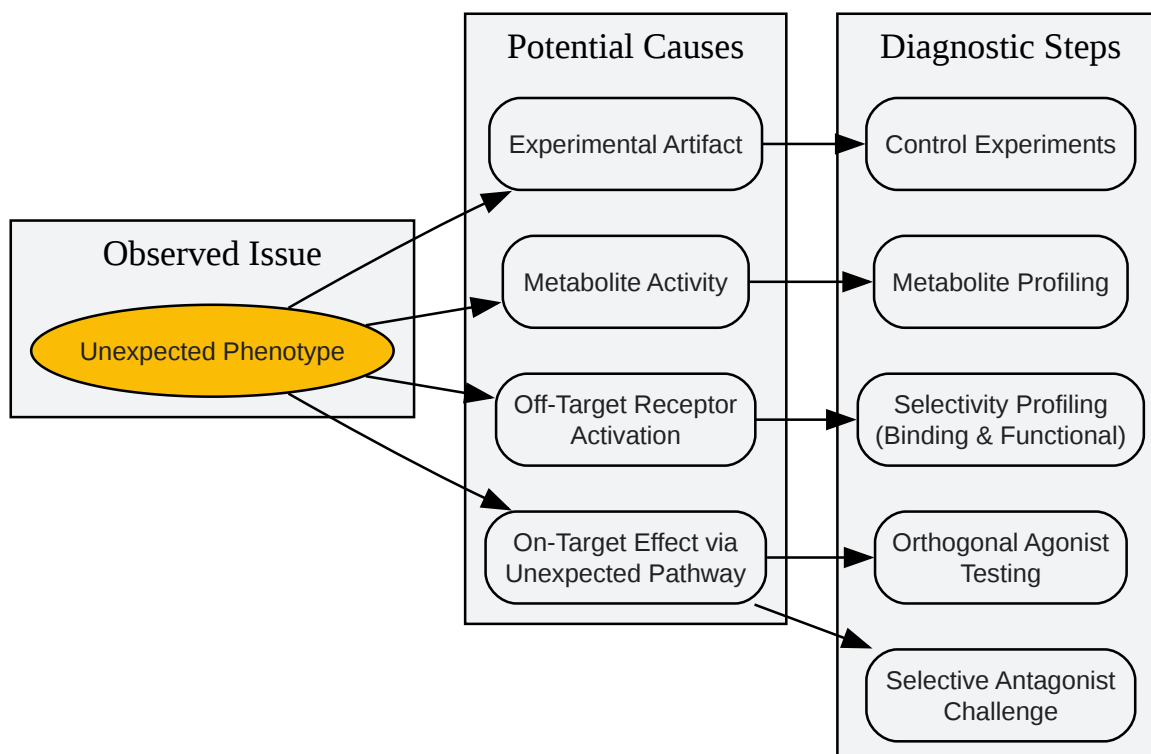 Observed Issue
Unexpected Phenotype
Potential Causes
Experimental Artifact
Metabolite Activity
Off-Target Receptor
Activation
On-Target Effect via
Unexpected Pathway
Diagnostic Steps
Control Experiments
Metabolite Profiling
Selectivity Profiling
(Binding & Functional)
Orthogonal Agonist
Testing
Selective Antagonist
Challenge